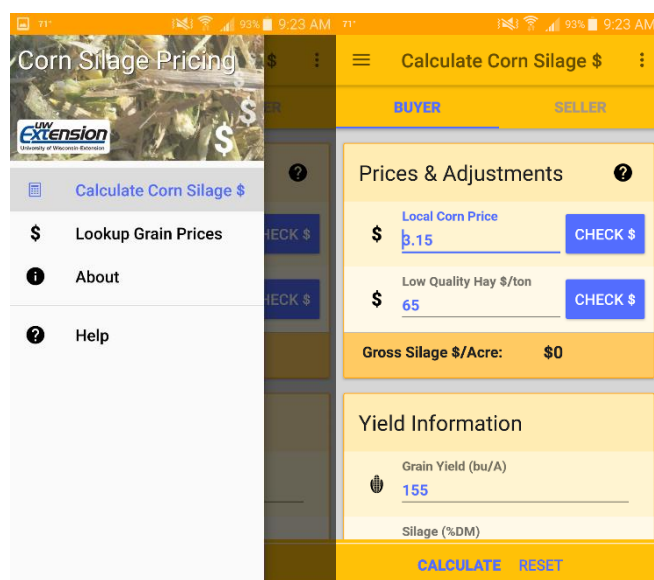 71°
93%
9:23 AM
Corn Silage Pricing
$
$
$
UW
Extension
University of Wisconsin-Extension
Calculate Corn Silage $
$
Lookup Grain Prices
About
Help
$
ER
HECK $
HECK $
71°
93%
9:23 AM
Calculate Corn Silage $
BUYER
SELLER
Prices & Adjustments
Local Corn Price
$
3.15
CHECK $
Low Quality Hay $/ton
$
65
CHECK $
Gross Silage $/Acre: $0
Yield Information
Grain Yield (bu/A)
155
Silage (%DM)
CALCULATE RESET